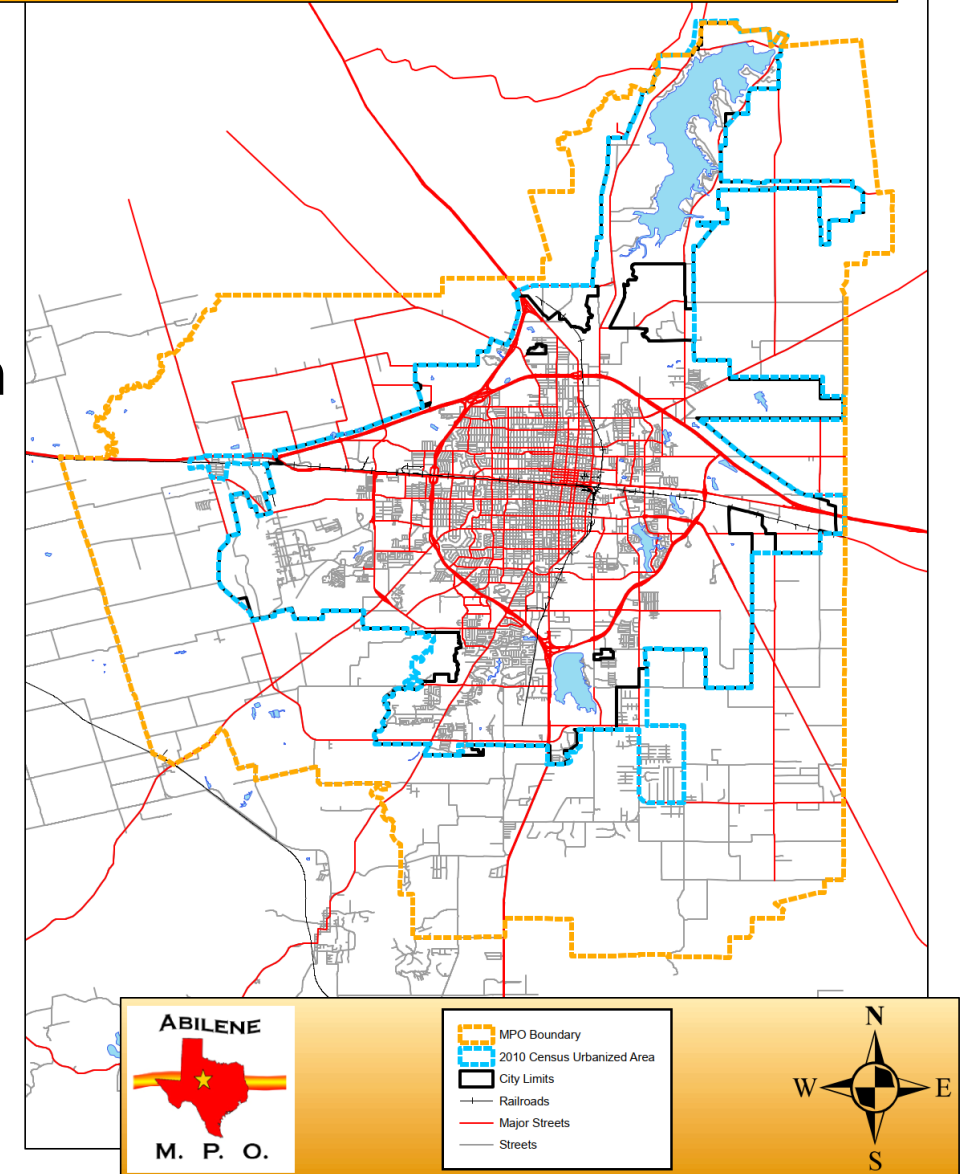 n
ABILENE
M. P. O.
MPO Boundary
2010 Census Urbanized Area
City Limits
Railroads
Major Streets
Streets
N
W
E
S